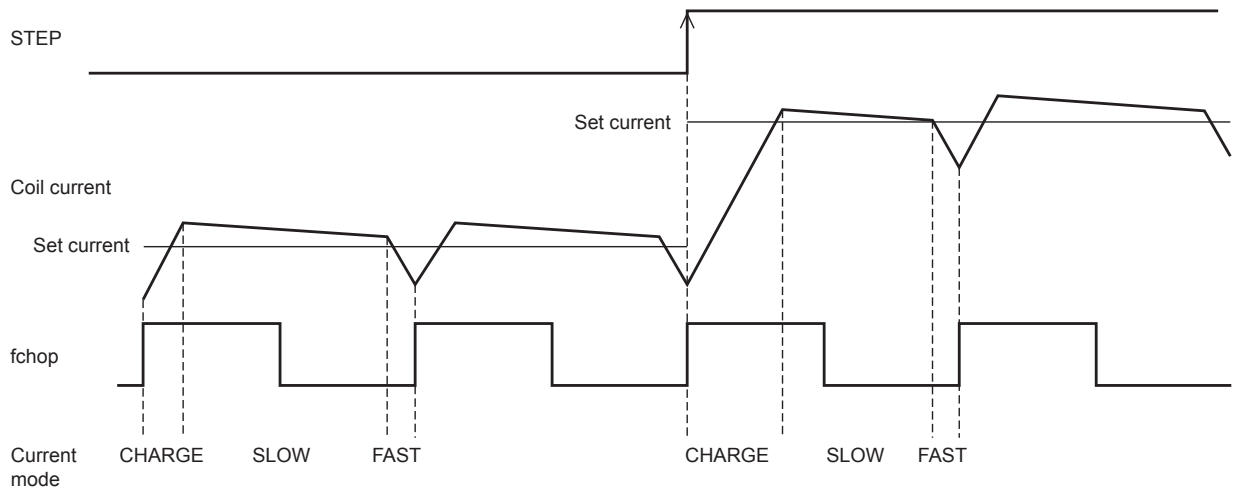 STEP
Set current
Coil current
Set current
fchop
Current
mode
CHARGE SLOW FAST CHARGE SLOW FAST